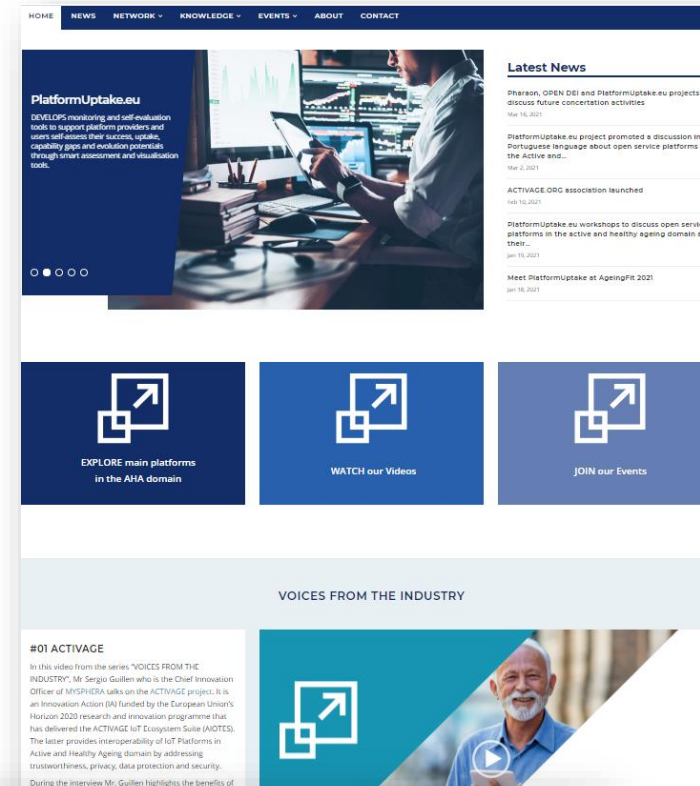 HOME NEWS NETWORK KNOWLEDGE EVENTS ABOUT CONTACT
PlatformUptake.eu
DEVELOPS monitoring and self-evaluation
tools to support platform providers and
users self-assess their success, uptake,
capability gaps and evolution potentials
through smart assessment and visualisation
tools.
Latest News
Pharaon, OPEN DEI and PlatformUptake.eu projects
discuss future concertation activities
Mar 16, 2021
PlatformUptake.eu project promoted a discussion in
Portuguese language about open service platforms
the Active and...
Mar 2, 2021
ACTIVAGE.ORG association launched
Feb 10, 2021
PlatformUptake.eu workshops to discuss open servic
platforms in the active and healthy ageing domain a
their...
Jan 19, 2021
Meet PlatformUptake at AgeingFit 2021
Jan 18, 2021
EXPLORE main platforms
in the AHA domain
WATCH our Videos
JOIN our Events
VOICES FROM THE INDUSTRY
#01 ACTIVAGE
In this video from the series "VOICES FROM THE
INDUSTRY", Mr Sergio Guillen who is the Chief Innovation
Officer of MYSPHERA talks on the ACTIVAGE project. It is
an Innovation Action (IA) funded by the European Union's
Horizon 2020 research and innovation programme that
has delivered the ACTIVAGE IoT Ecosystem Suite (AIOTES).
The latter provides interoperability of IoT Platforms in
Active and Healthy Ageing domain by addressing
trustworthiness, privacy, data protection and security.
During the interview Mr. Guillen highlights the benefits of